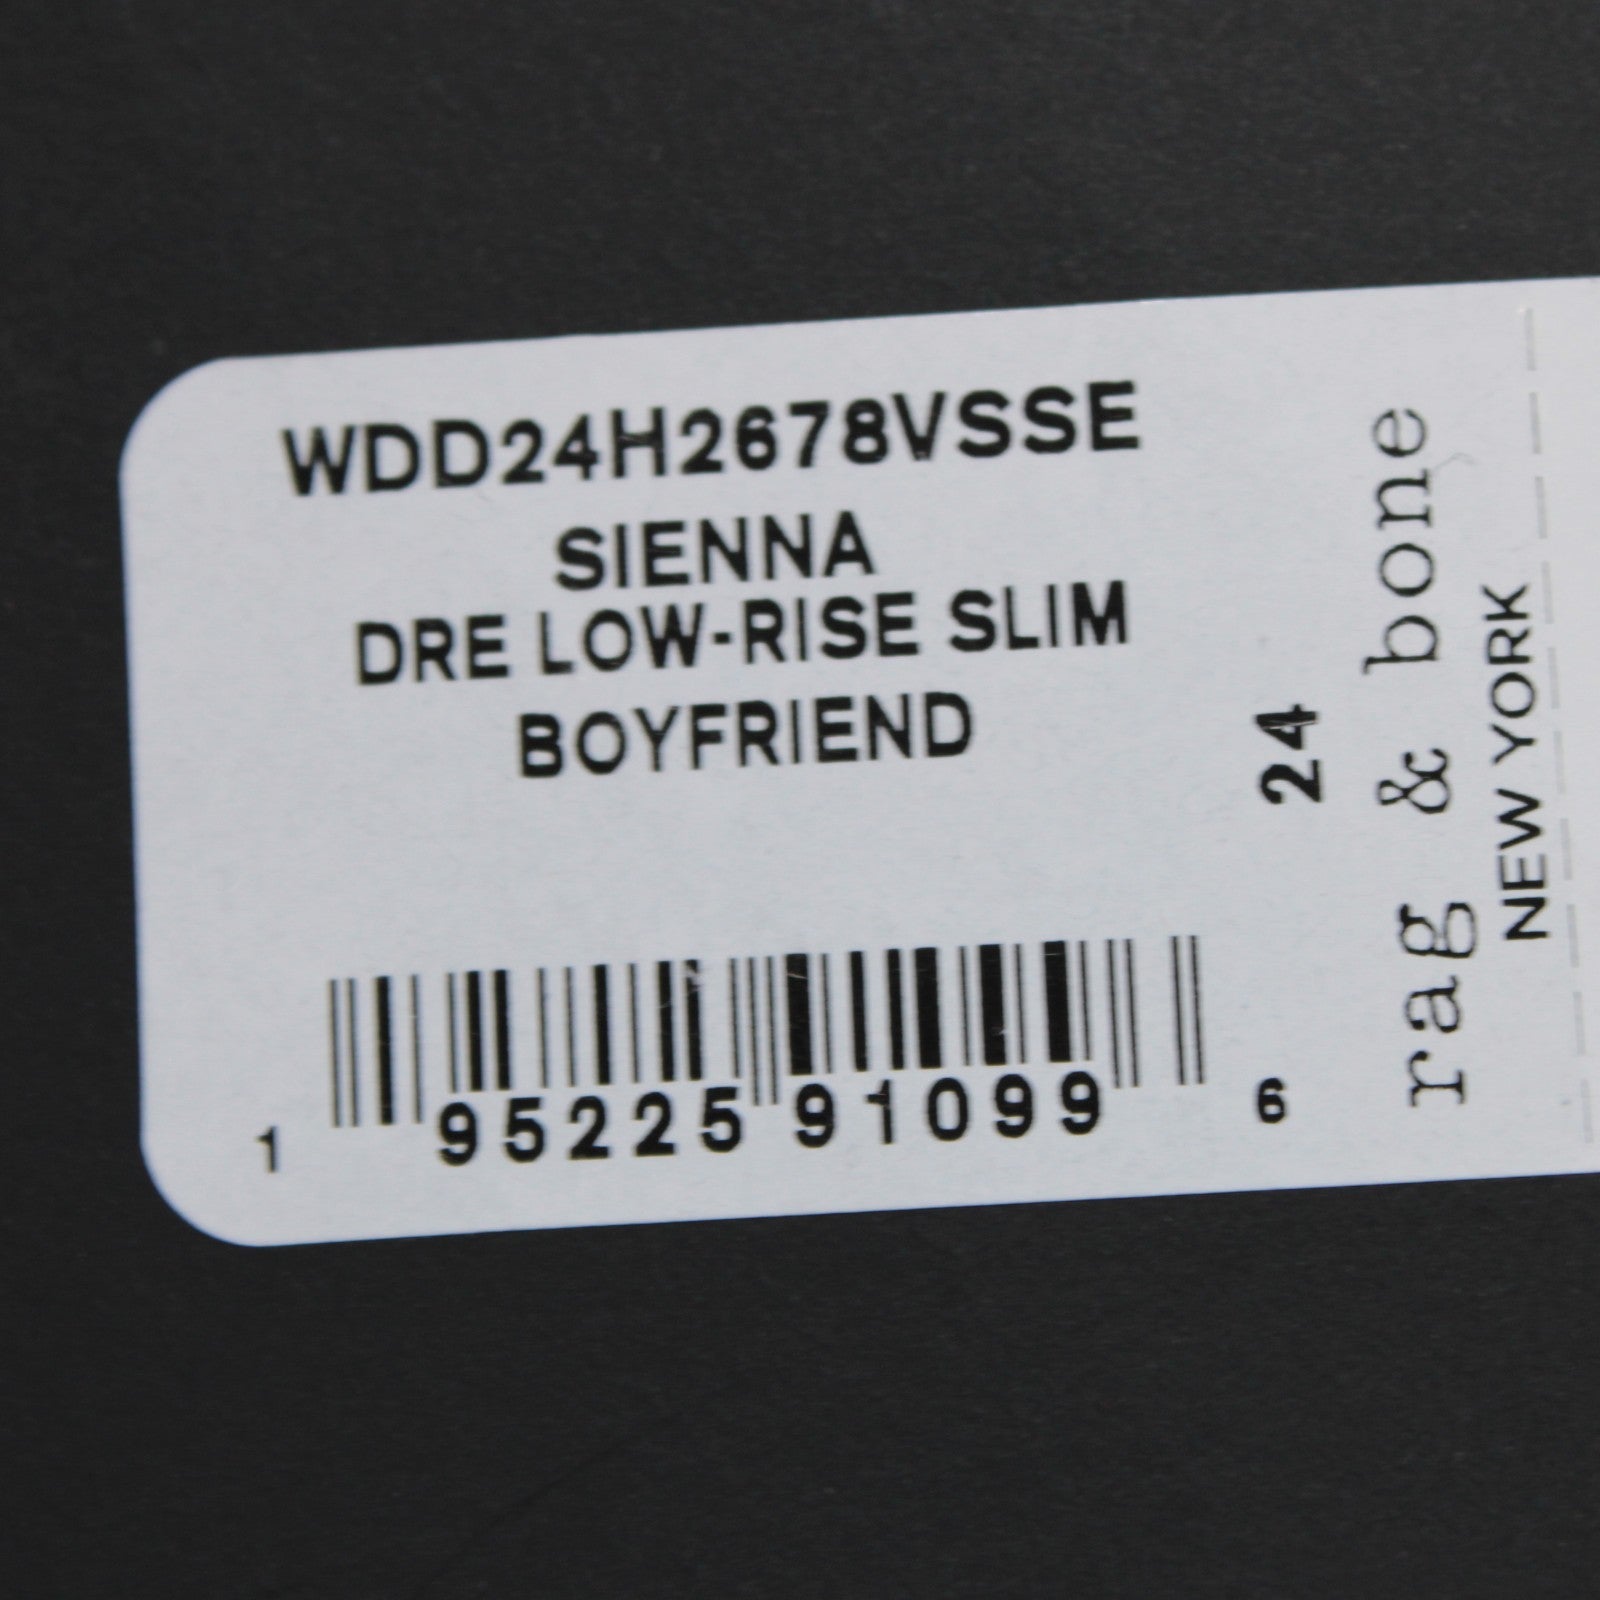 WDD24H2678VSSE
SIENNA
DRE LOW-RISE SLIM
BOYFRIEND
1 95225 91099 6
24
rag & bone
NEW YORK